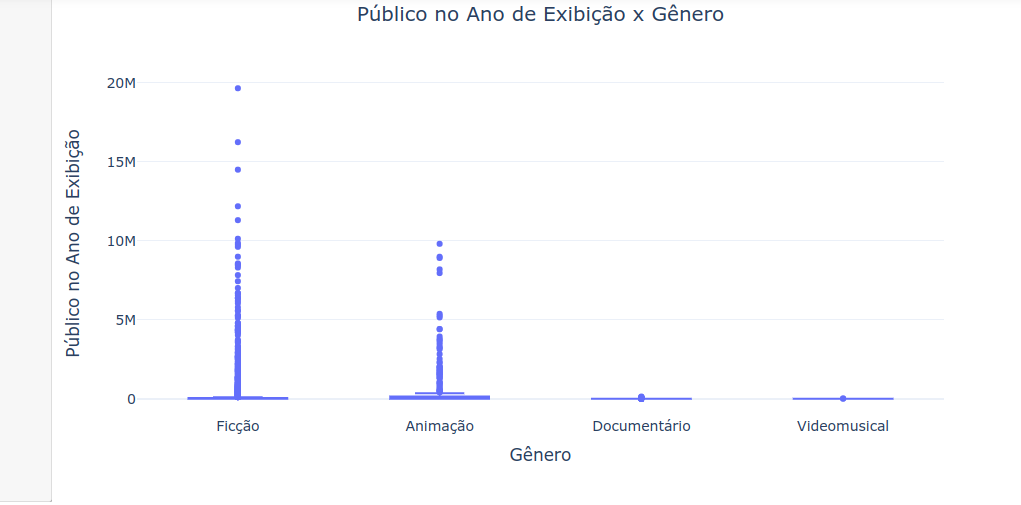 Público no Ano de Exibição x Gênero
Público no Ano de Exibição
20M
15M
10M
5M
0
Ficção
Animação
Documentário
Videomusical
Gênero